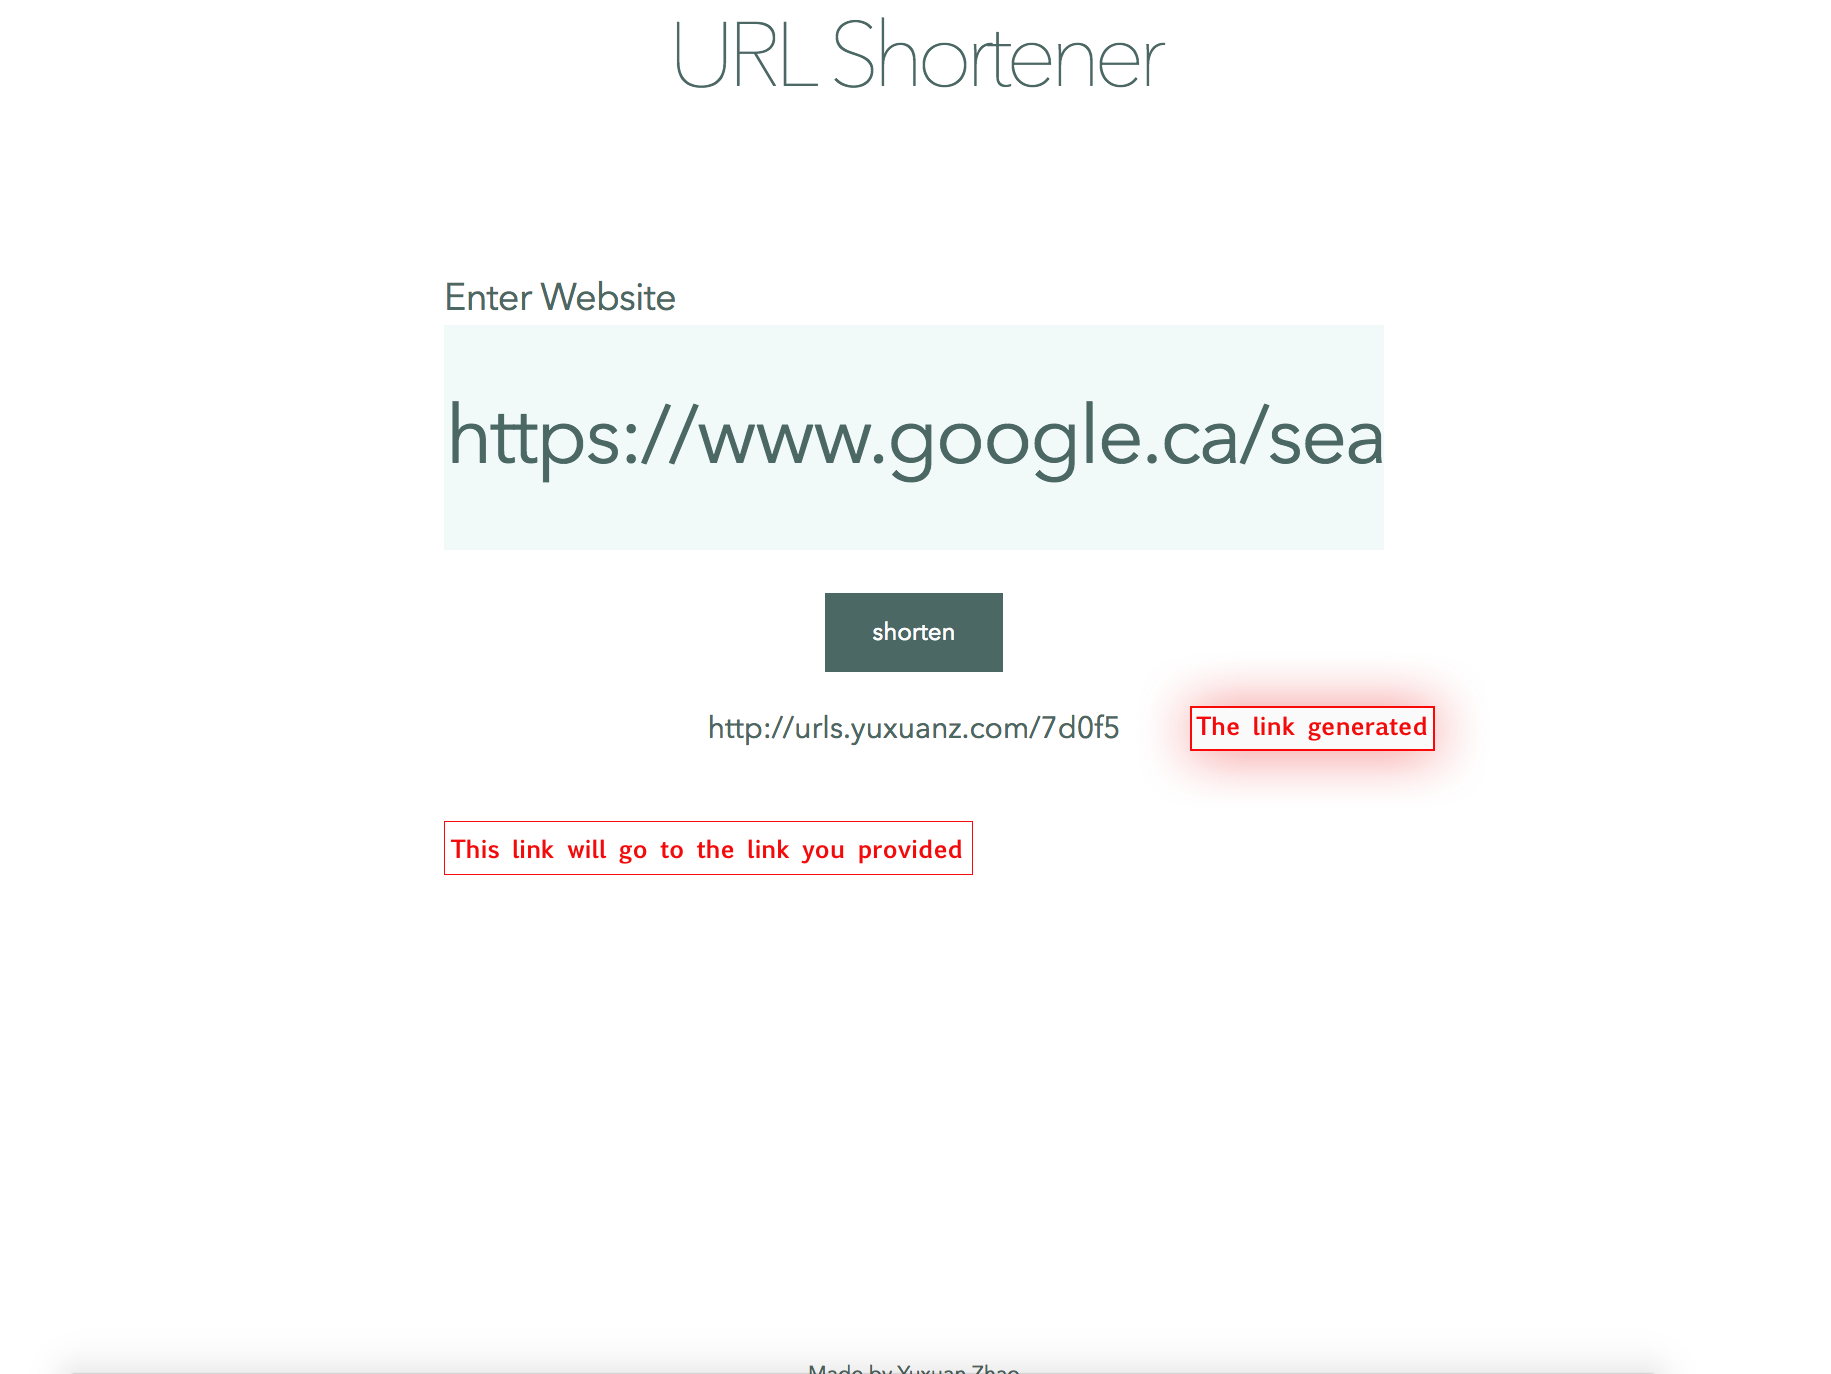 URL Shortener
Enter Website
https://www.google.ca/sea
shorten
http://urls.yuxuanz.com/7d0f5
The link generated
This link will go to the link you provided
Made by Yuxuan Zhao